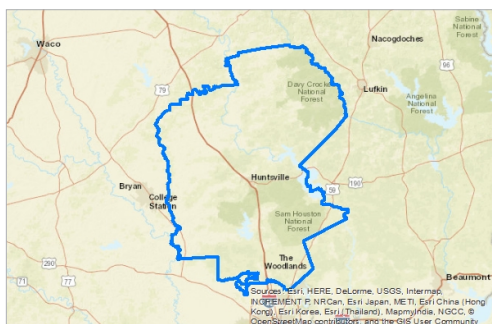 Sabine
National
Forest
Waco
Nacogdoches
96
79
Davy Crockett
National
Forest
Lufkin
Angelina
National
Forest
Bryan
College
Station
Huntsville
59
190
Sam Houston
National
Forest
290
71
77
The
Woodlands
Beaumont
Sources: Esri, HERE, DeLorme, USGS, Intermap,
INCREMENT P, NRCan, Esri Japan, METI, Esri China (Hong
Kong), Esri Korea, Esri (Thailand), MapmyIndia, NGCC, ©
OpenStreetMap contributors, and the GIS User Community